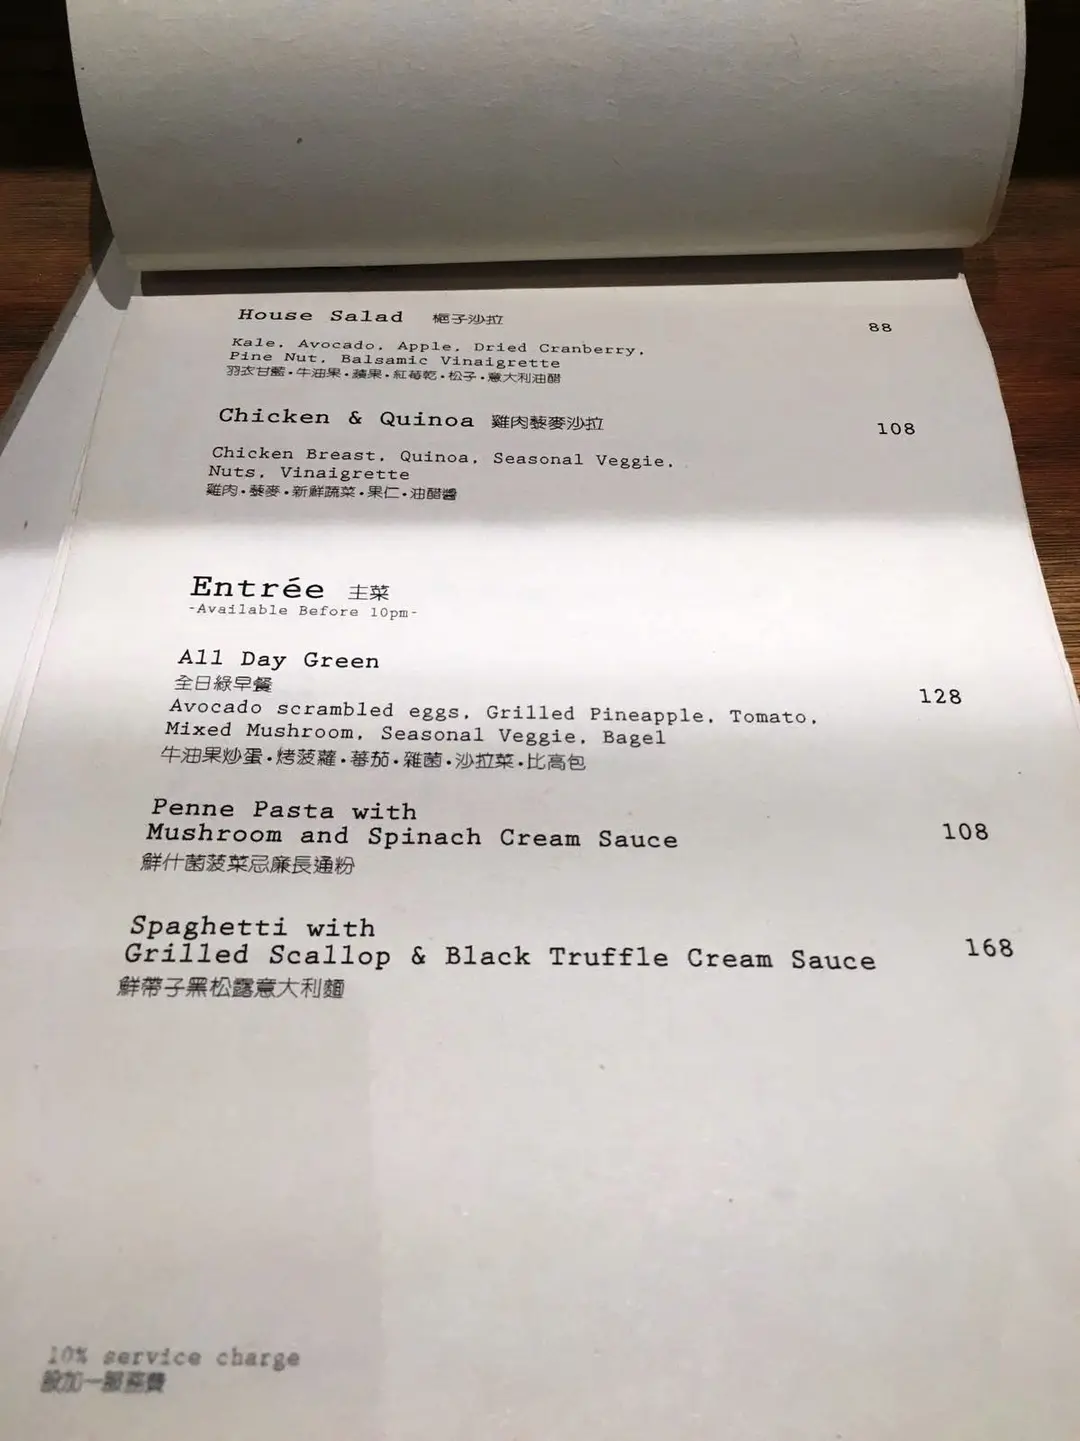 House Salad 梔子沙拉
88
Kale, Avocado, Apple, Dried Cranberry,
Pine Nut, Balsamic Vinaigrette
羽衣甘藍・牛油果・蘋果・紅莓乾・松子・意大利油醋
Chicken & Quinoa 雞肉藜麥沙拉
108
Chicken Breast, Quinoa, Seasonal Veggie,
Nuts, Vinaigrette
雞肉・藜麥・新鮮蔬菜・果仁・油醋醬
Entrée 主菜
-Available Before 10pm-
All Day Green
全日綠早餐
128
Avocado scrambled eggs, Grilled Pineapple, Tomato,
Mixed Mushroom, Seasonal Veggie, Bagel
牛油果炒蛋・烤菠蘿・蕃茄・雜菌・沙拉菜・比高包
Penne Pasta with
Mushroom and Spinach Cream Sauce
108
鮮什菌菠菜忌廉長通粉
Spaghetti with
Grilled Scallop & Black Truffle Cream Sauce
168
鮮帶子黑松露意大利麵
10% service charge
設加一服務費